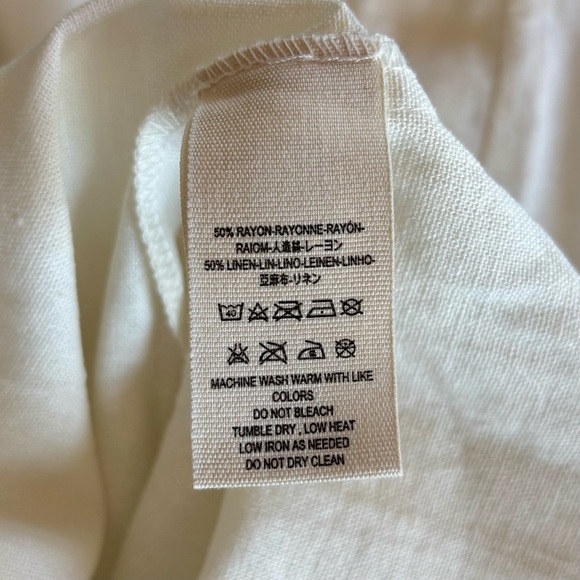 50% RAYON-RAYONNE-RAYÓN-
RAIOM-人造絲-レーヨン
50% LINEN-LIN-LINO-LEINEN-LINHO-
亞麻布-リネン
40
MACHINE WASH WARM WITH LIKE
COLORS
DO NOT BLEACH
TUMBLE DRY , LOW HEAT
LOW IRON AS NEEDED
DO NOT DRY CLEAN